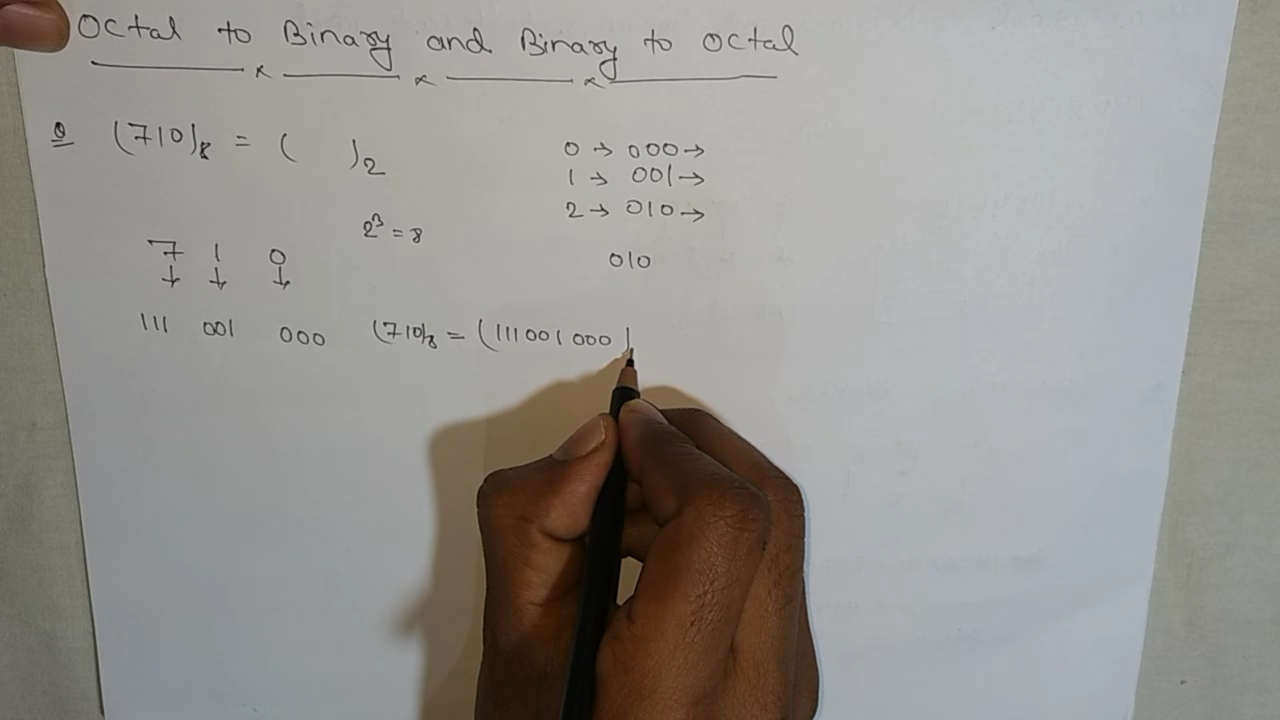 Octal to Binary and Binary to Octal
Q (710)8 = ( )2
0 → 000 →
1 → 001 →
2 → 010 →
2³ = 8
7 1 0
↓ ↓ ↓
010
111 001 000 (710)8 = (111001000)